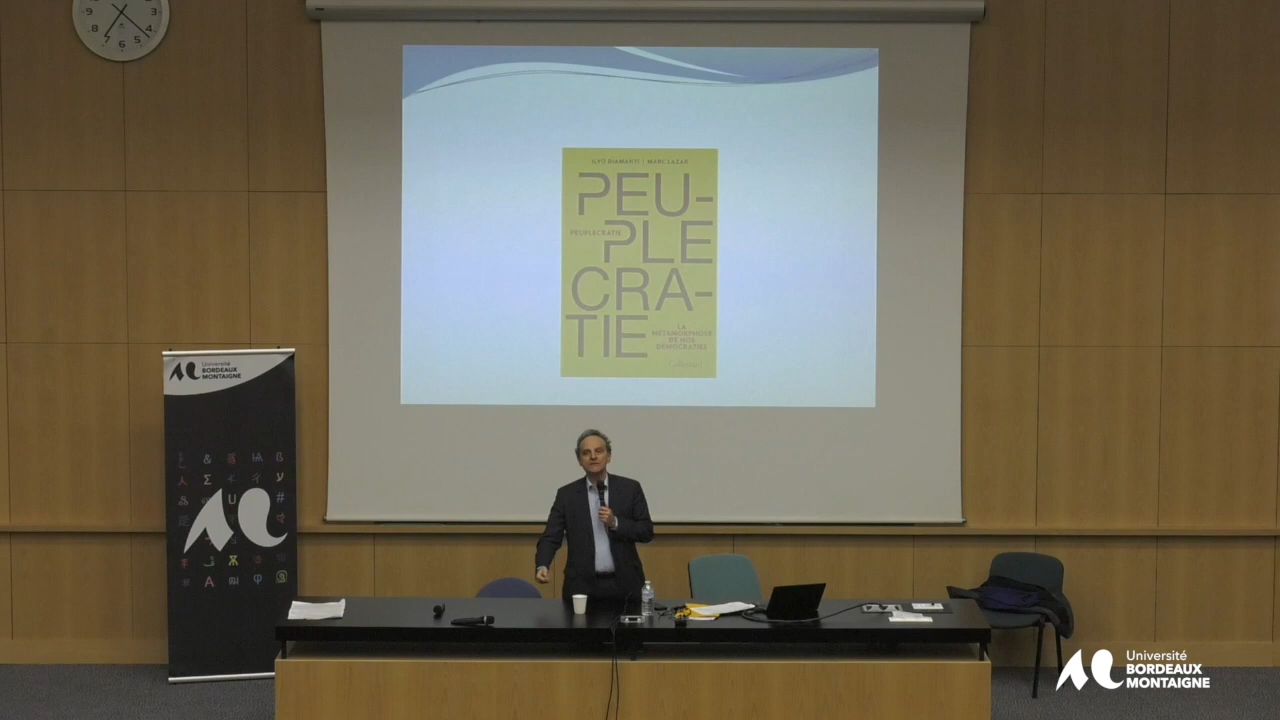 ILVO DIAMANTI | MARC LAZAR
PEU-
PEUPLECRATIE
PLE
CRA-
TIE
LA
MÉTAMORPHOSE
DE NOS
DÉMOCRATIES
Université
BORDEAUX
MONTAIGNE
Université
BORDEAUX
MONTAIGNE